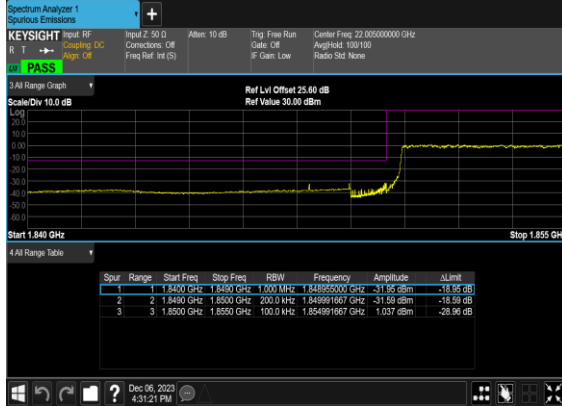 Spectrum Analyzer 1
Spurious Emissions
+
KEYSIGHT Input: RF Input Z: 50 Ω Atten: 10 dB Trig: Free Run Center Freq: 22.005000000 GHz
R T Coupling: DC Corrections: Off Gate: Off Avg|Hold: 100/100
Align: Off Freq Ref: Int (S) IF Gain: Low Radio Std: None
PASS
3 All Range Graph
Ref Lvl Offset 25.60 dB
Scale/Div 10.0 dB Ref Value 30.00 dBm
Log
20.0
10.0
0.00
-10.0
-20.0
-30.0
-40.0
-50.0
-60.0
Start 1.840 GHz Stop 1.855 GH
4 All Range Table
Spur Range Start Freq Stop Freq RBW Frequency Amplitude ΔLimit
1 1 1.8400 GHz 1.8490 GHz 1.000 MHz 1.848955000 GHz -31.95 dBm -18.95 dB
2 2 1.8490 GHz 1.8500 GHz 200.0 kHz 1.849991667 GHz -31.59 dBm -18.59 dB
3 3 1.8500 GHz 1.8550 GHz 100.0 kHz 1.854991667 GHz 1.037 dBm -28.96 dB
? Dec 06, 2023
4:31:21 PM